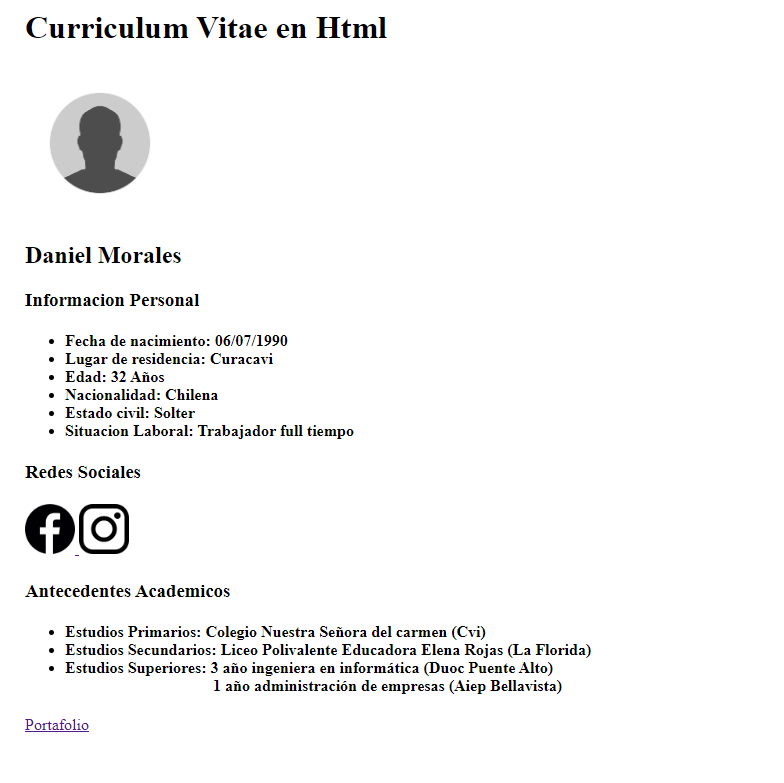 Curriculum Vitae en Html
Daniel Morales
Informacion Personal
Fecha de nacimiento: 06/07/1990
Lugar de residencia: Curacavi
Edad: 32 Años
Nacionalidad: Chilena
Estado civil: Solter
Situacion Laboral: Trabajador full tiempo
Redes Sociales
Antecedentes Academicos
Estudios Primarios: Colegio Nuestra Señora del carmen (Cvi)
Estudios Secundarios: Liceo Polivalente Educadora Elena Rojas (La Florida)
Estudios Superiores: 3 año ingeniera en informática (Duoc Puente Alto)
1 año administración de empresas (Aiep Bellavista)
Portafolio